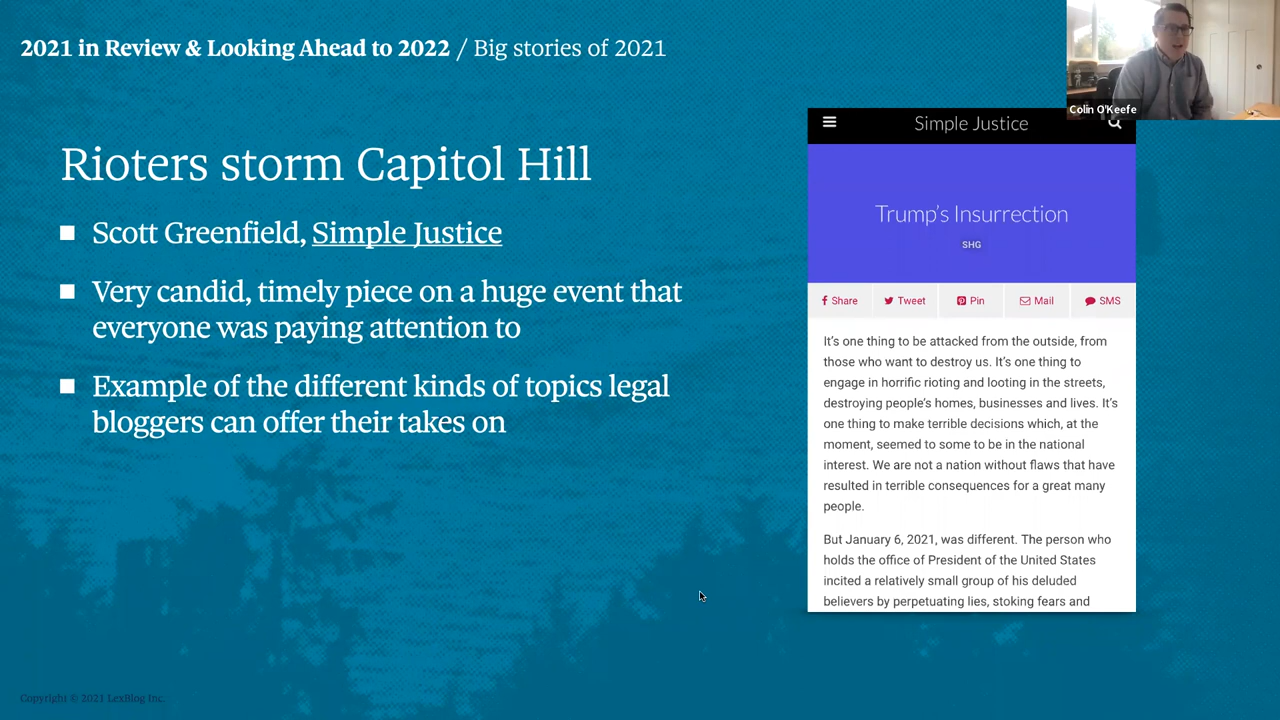 2021 in Review & Looking Ahead to 2022 / Big stories of 2021
Colin O'Keefe
Rioters storm Capitol Hill
Scott Greenfield, Simple Justice
Very candid, timely piece on a huge event that
everyone was paying attention to
Example of the different kinds of topics legal
bloggers can offer their takes on
Simple Justice
Trump's Insurrection
SHG
Share Tweet Pin Mail SMS
It's one thing to be attacked from the outside, from
those who want to destroy us. It's one thing to
engage in horrific rioting and looting in the streets,
destroying people's homes, businesses and lives. It's
one thing to make terrible decisions which, at the
moment, seemed to some to be in the national
interest. We are not a nation without flaws that have
resulted in terrible consequences for a great many
people.
But January 6, 2021, was different. The person who
holds the office of President of the United States
incited a relatively small group of his deluded
believers by perpetuating lies, stoking fears and
Copyright © 2021 LexBlog Inc.